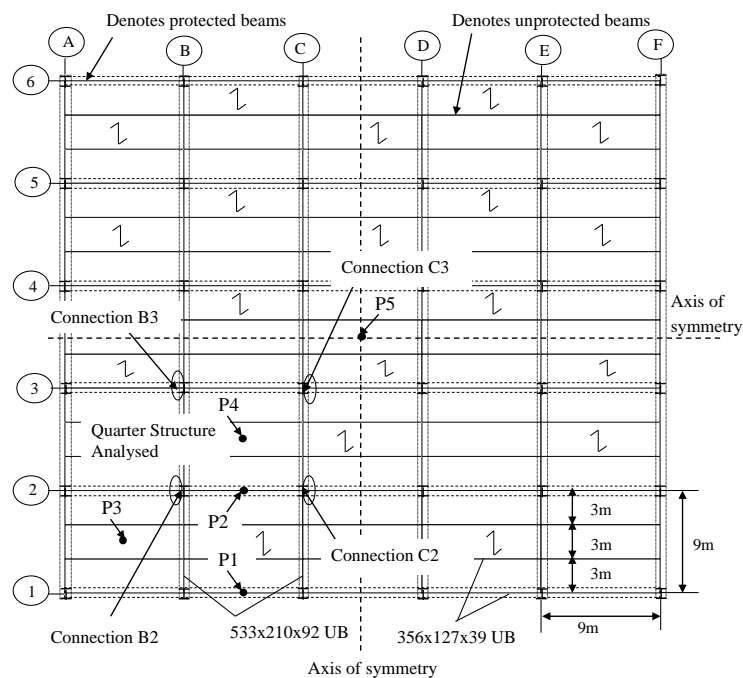 Denotes protected beams
Denotes unprotected beams
A
B
C
D
E
F
6
5
Connection C3
4
P5
Axis of
symmetry
Connection B3
3
P4
Quarter Structure
Analysed
2
P3
P2
3m
3m
9m
Connection C2
P1
3m
1
Connection B2
533x210x92 UB
356x127x39 UB
9m
Axis of symmetry